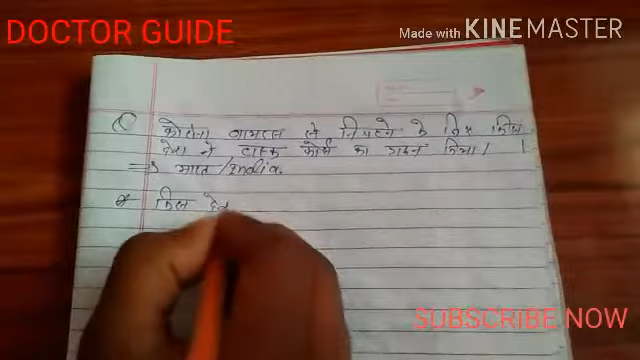 DOCTOR GUIDE
Made with KINEMASTER
Q कोरोना वायरस से निपटने के लिए किस
देश ने टास्क फोर्स का गठन किया।
⇒ भारत/India.
* किस देश
SUBSCRIBE NOW